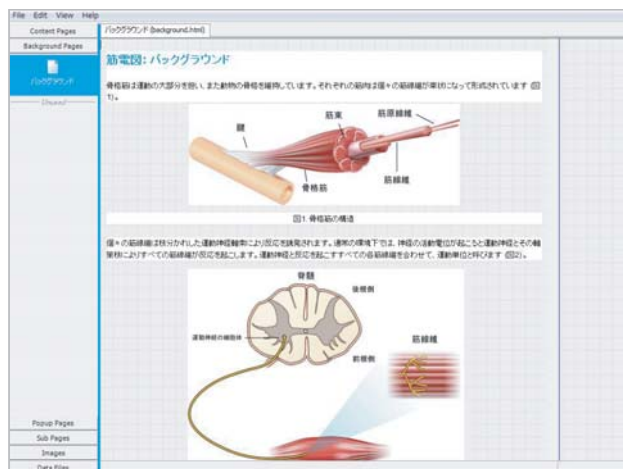 File Edit View Help
Content Pages
Background Pages
バックグラウンド
Unused
Popup Pages
Sub Pages
Images
Data Files
バックグラウンド (background.html)
筋電図: バックグラウンド
骨格筋は運動の大部分を担い、また動物の骨格を維持しています。それぞれの筋肉は個々の筋線維が束状になって形成されています (図
1)。
腱
筋束
筋原線維
筋線維
骨格筋
図1. 骨格筋の構造
個々の筋線維は枝分かれした運動神経軸索により反応を誘発されます。通常の環境下では、神経の活動電位が起こると運動神経とその軸
索枝によりすべての筋線維が反応を起こします。運動神経と反応を起こすすべての各筋線維を合わせて、運動単位と呼びます (図2)。
脊髄
後根側
運動神経の細胞体
前根側
筋線維